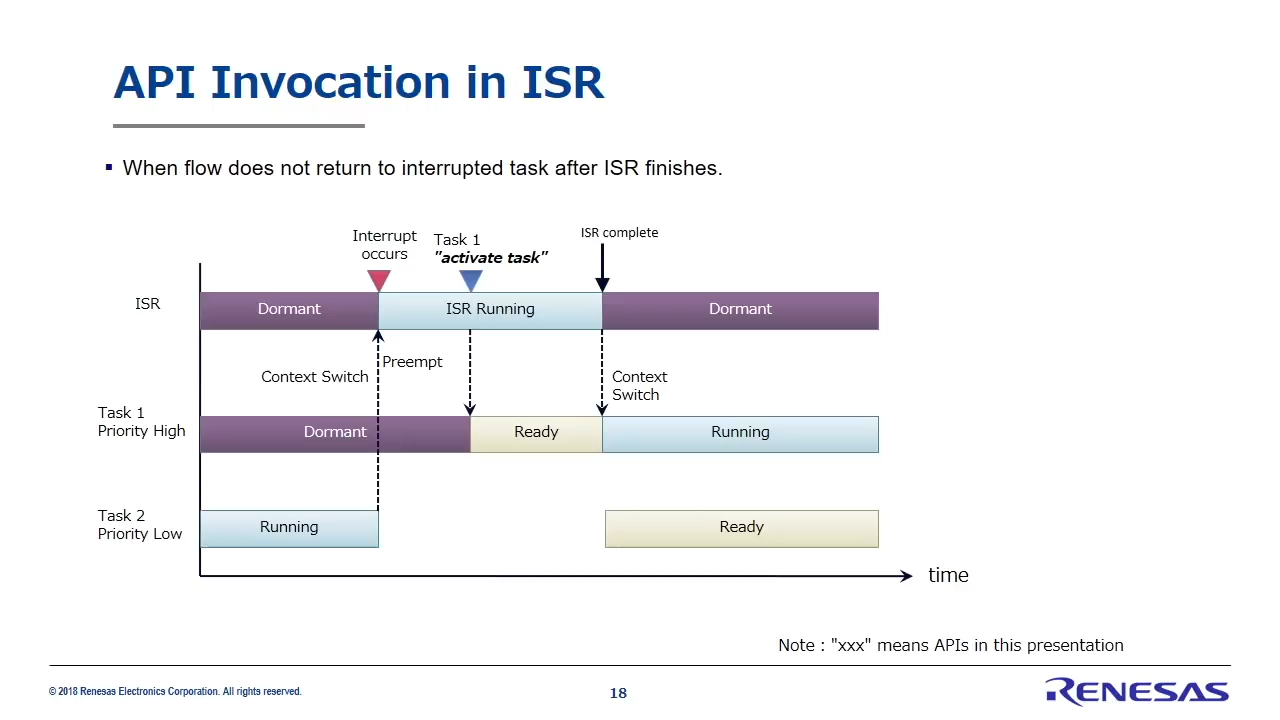 API Invocation in ISR
▪ When flow does not return to interrupted task after ISR finishes.
Interrupt
occurs
Task 1
"activate task"
ISR complete
ISR
Dormant
ISR Running
Dormant
Preempt
Context Switch
Context
Switch
Task 1
Priority High
Dormant
Ready
Running
Task 2
Priority Low
Running
Ready
time
Note : "xxx" means APIs in this presentation
© 2018 Renesas Electronics Corporation. All rights reserved.
18
RENESAS